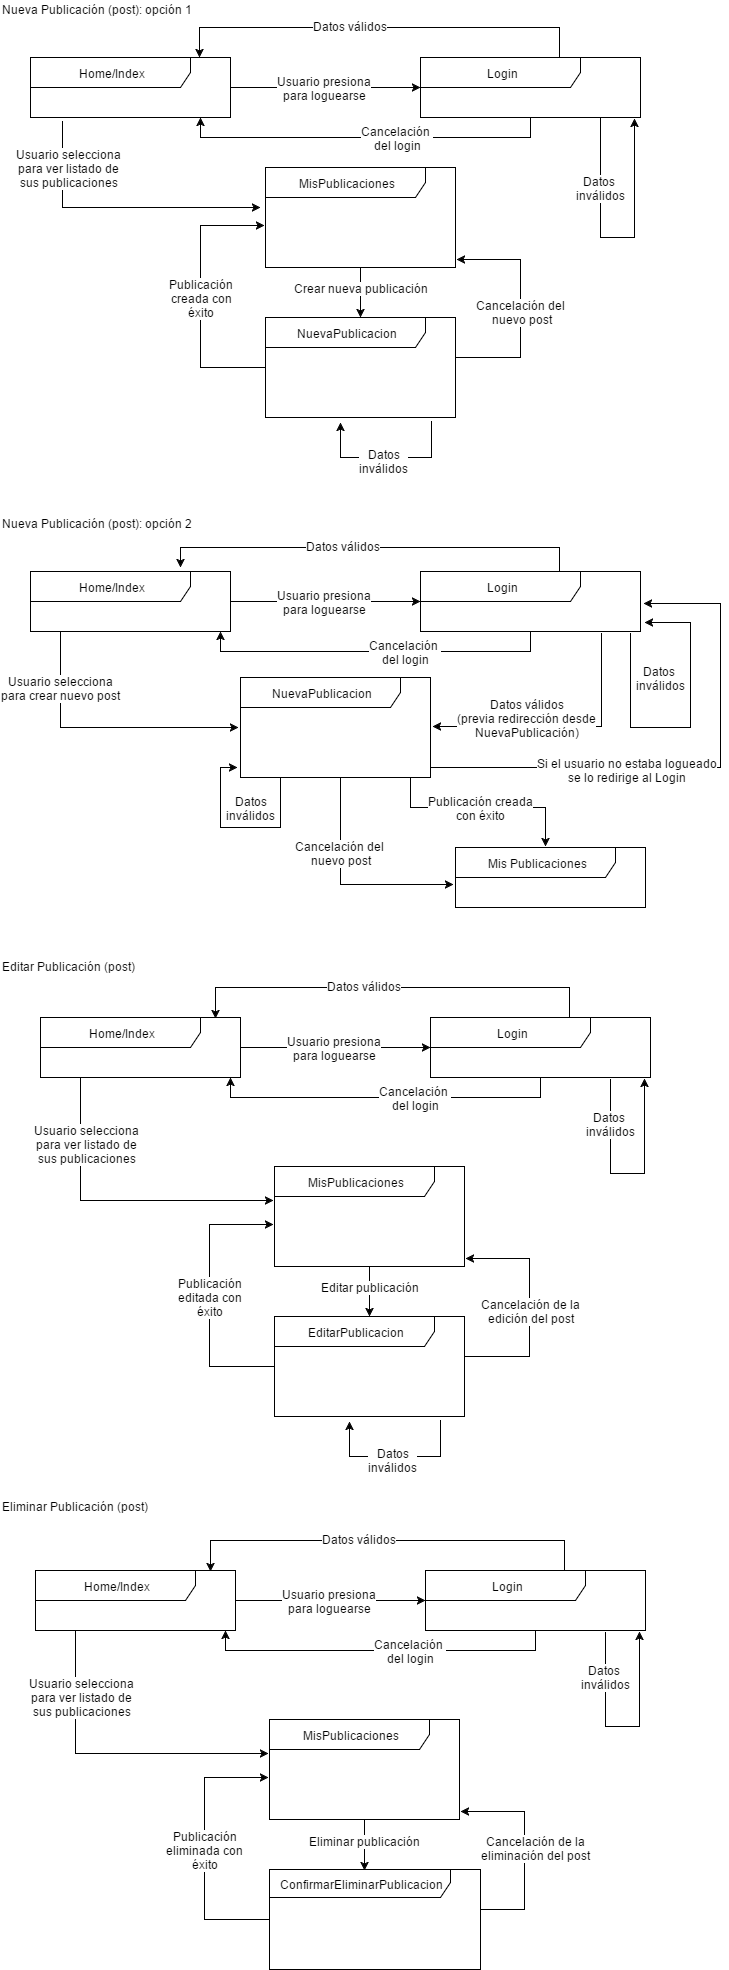 Nueva Publicación (post): opción 1
Datos válidos
Home/Index
Login
Usuario presiona
para loguearse
Cancelación
del login
Usuario selecciona
para ver listado de
sus publicaciones
MisPublicaciones
Datos
inválidos
Publicación
creada con
éxito
Crear nueva publicación
Cancelación del
nuevo post
NuevaPublicacion
Datos
inválidos
Nueva Publicación (post): opción 2
Datos válidos
Home/Index
Login
Usuario presiona
para loguearse
Cancelación
del login
Usuario selecciona
para crear nuevo post
NuevaPublicacion
Datos
inválidos
Datos válidos
(previa redirección desde
NuevaPublicación)
Si el usuario no estaba logueado
se lo redirige al Login
Datos
inválidos
Publicación creada
con éxito
Cancelación del
nuevo post
Mis Publicaciones
Editar Publicación (post)
Datos válidos
Home/Index
Login
Usuario presiona
para loguearse
Cancelación
del login
Usuario selecciona
para ver listado de
sus publicaciones
Datos
inválidos
MisPublicaciones
Publicación
editada con
éxito
Editar publicación
Cancelación de la
edición del post
EditarPublicacion
Datos
inválidos
Eliminar Publicación (post)
Datos válidos
Home/Index
Login
Usuario presiona
para loguearse
Cancelación
del login
Usuario selecciona
para ver listado de
sus publicaciones
Datos
inválidos
MisPublicaciones
Publicación
eliminada con
éxito
Eliminar publicación
Cancelación de la
eliminación del post
ConfirmarEliminarPublicacion